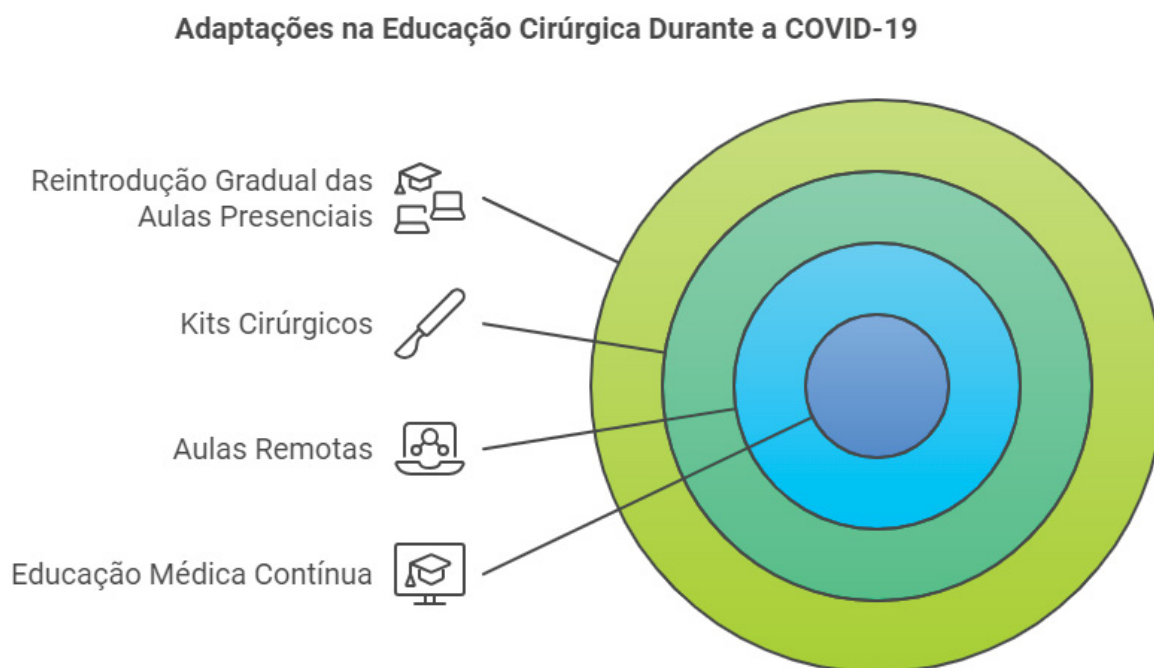 Adaptações na Educação Cirúrgica Durante a COVID-19
Reintrodução Gradual das
Aulas Presenciais
Kits Cirúrgicos
Aulas Remotas
Educação Médica Contínua